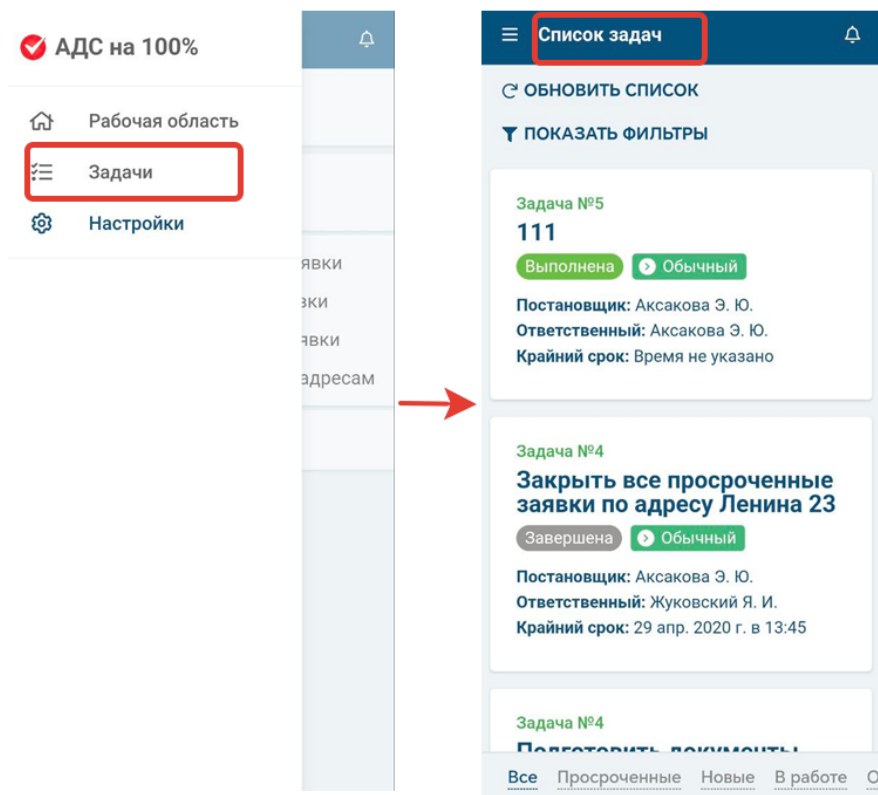 АДС на 100%
Рабочая область
Задачи
Настройки
явки
вки
явки
адресам
Список задач
ОБНОВИТЬ СПИСОК
ПОКАЗАТЬ ФИЛЬТРЫ
Задача №5
111
Выполнена Обычный
Постановщик: Аксакова Э. Ю.
Ответственный: Аксакова Э. Ю.
Крайний срок: Время не указано
Задача №4
Закрыть все просроченные
заявки по адресу Ленина 23
Завершена Обычный
Постановщик: Аксакова Э. Ю.
Ответственный: Жуковский Я. И.
Крайний срок: 29 апр. 2020 г. в 13:45
Задача №4
Подготовить документы
Все Просроченные Новые В работе О